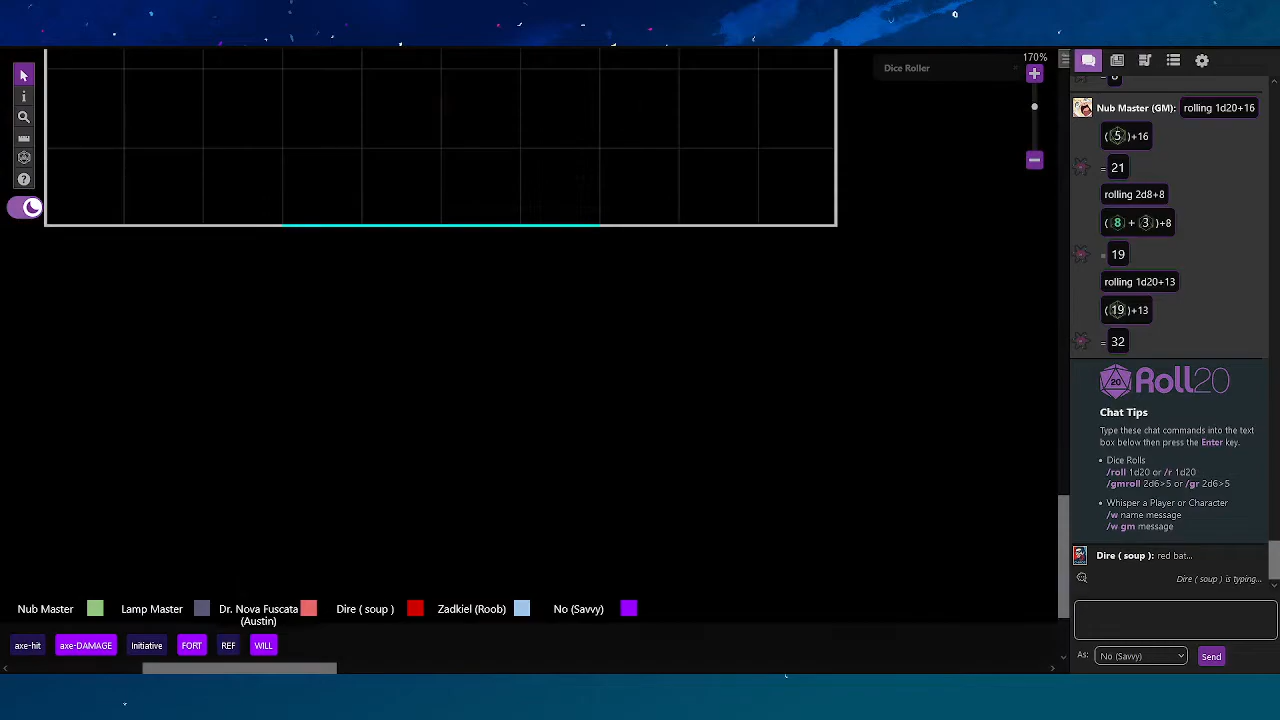 Dice Roller
170%
Nub Master (GM): rolling 1d20+16
(5)+16
= 21
rolling 2d8+8
(8 + 3)+8
= 19
rolling 1d20+13
(19)+13
= 32
20 Roll20
Chat Tips
Type these chat commands into the text
box below then press the Enter key.
• Dice Rolls
/roll 1d20 or /r 1d20
/gmroll 2d6>5 or /gr 2d6>5
• Whisper a Player or Character
/w name message
/w gm message
Dire ( soup ): red bat...
Dire ( soup ) is typing...
Nub Master
Lamp Master
Dr. Nova Fuscata
(Austin)
Dire ( soup )
Zadkiel (Roob)
No (Savvy)
axe-hit
axe-DAMAGE
Initiative
FORT
REF
WILL
As: No (Savvy)
Send